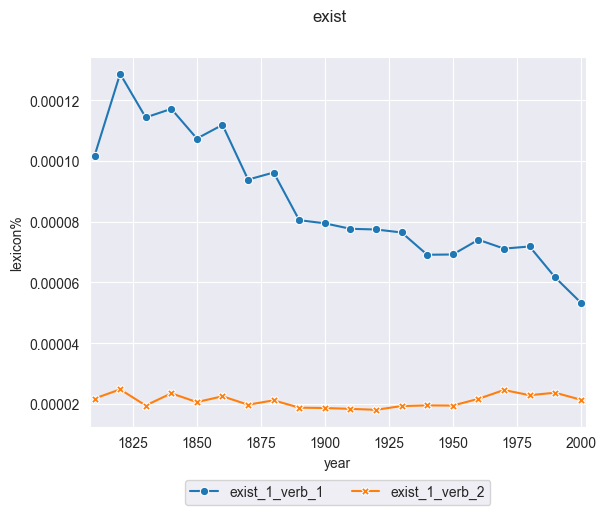 exist
0.00012
0.00010
0.00008
0.00006
0.00004
0.00002
lexicon%
1825 1850 1875 1900 1925 1950 1975 2000
year
exist_1_verb_1 exist_1_verb_2